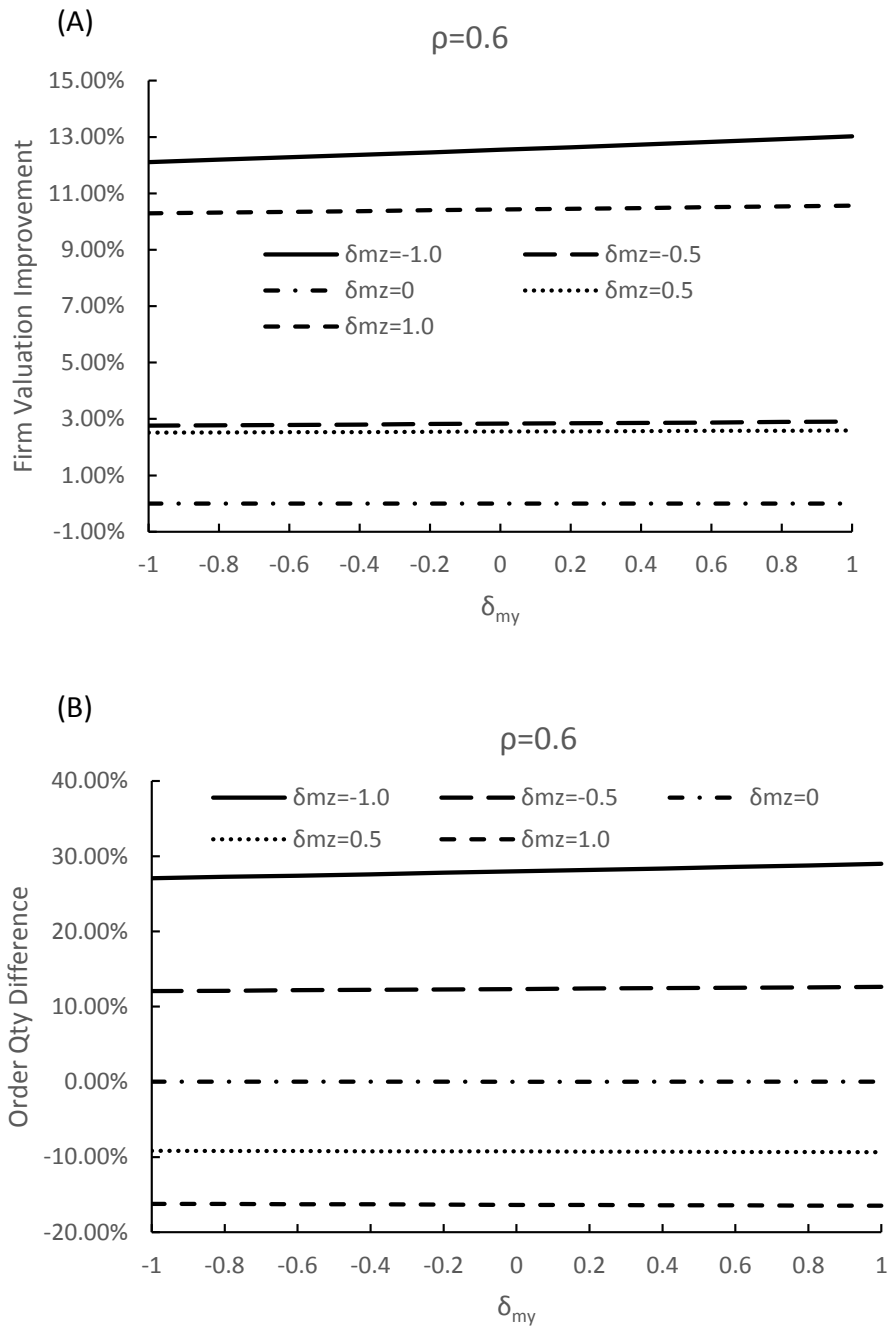 (A)
ρ=0.6
15.00%
13.00%
11.00%
9.00%
7.00%
5.00%
3.00%
1.00%
-1.00%
Firm Valuation Improvement
δmz=-1.0 δmz=-0.5
δmz=0 δmz=0.5
δmz=1.0
-1 -0.8 -0.6 -0.4 -0.2 0 0.2 0.4 0.6 0.8 1
δmy
(B)
ρ=0.6
40.00%
30.00%
20.00%
10.00%
0.00%
-10.00%
-20.00%
Order Qty Difference
δmz=-1.0 δmz=-0.5 δmz=0
δmz=0.5 δmz=1.0
-1 -0.8 -0.6 -0.4 -0.2 0 0.2 0.4 0.6 0.8 1
δmy